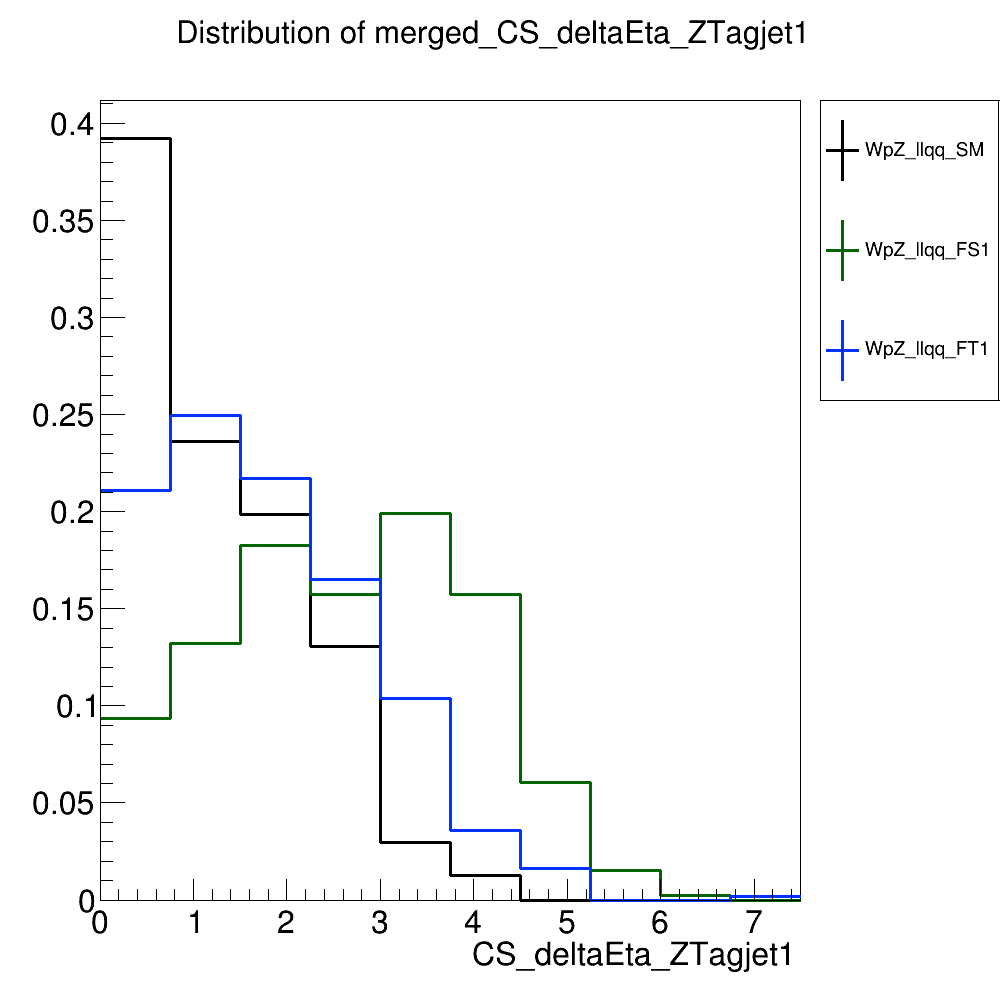 Distribution of merged_CS_deltaEta_ZTagjet1
0.4
0.35
0.3
0.25
0.2
0.15
0.1
0.05
0
0 1 2 3 4 5 6 7
CS_deltaEta_ZTagjet1
WpZ_llqq_SM
WpZ_llqq_FS1
WpZ_llqq_FT1